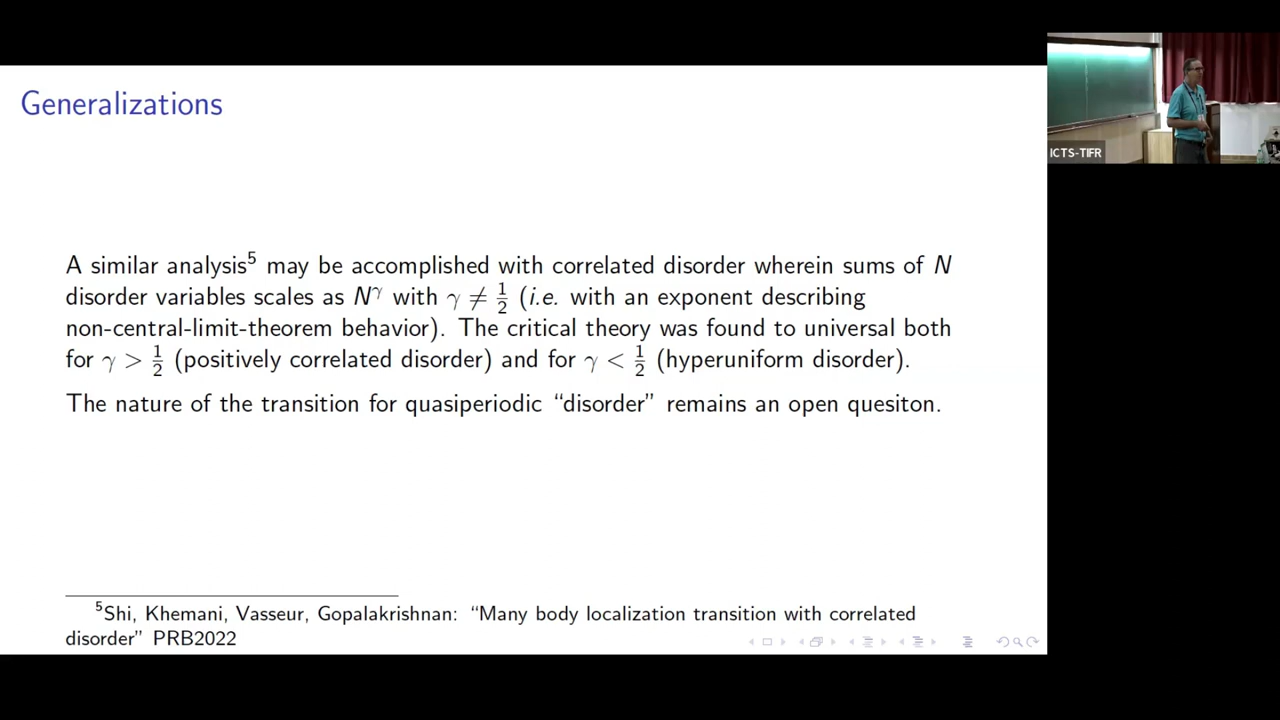 Generalizations
A similar analysis⁵ may be accomplished with correlated disorder wherein sums of N
disorder variables scales as N^γ with γ ≠ 1/2 (i.e. with an exponent describing
non-central-limit-theorem behavior). The critical theory was found to universal both
for γ > 1/2 (positively correlated disorder) and for γ < 1/2 (hyperuniform disorder).
The nature of the transition for quasiperiodic “disorder” remains an open quesiton.
⁵Shi, Khemani, Vasseur, Gopalakrishnan: “Many body localization transition with correlated
disorder” PRB2022
ICTS-TIFR